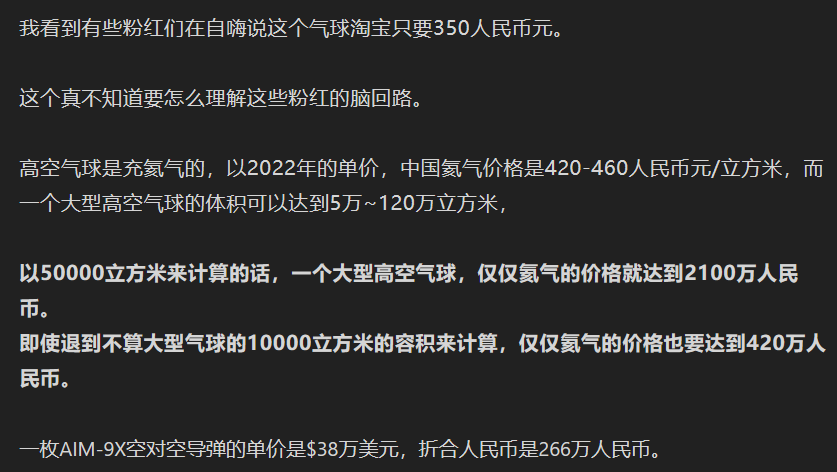 我看到有些粉红们在自嗨说这个气球淘宝只要350人民币元。
这个真不知道要怎么理解这些粉红的脑回路。
高空气球是充氦气的，以2022年的单价，中国氦气价格是420-460人民币元/立方米，而
一个大型高空气球的体积可以达到5万~120万立方米，
以50000立方米来计算的话，一个大型高空气球，仅仅氦气的价格就达到2100万人民
币。
即使退到不算大型气球的10000立方米的容积来计算，仅仅氦气的价格也要达到420万人
民币。
一枚AIM-9X空对空导弹的单价是$38万美元，折合人民币是266万人民币。